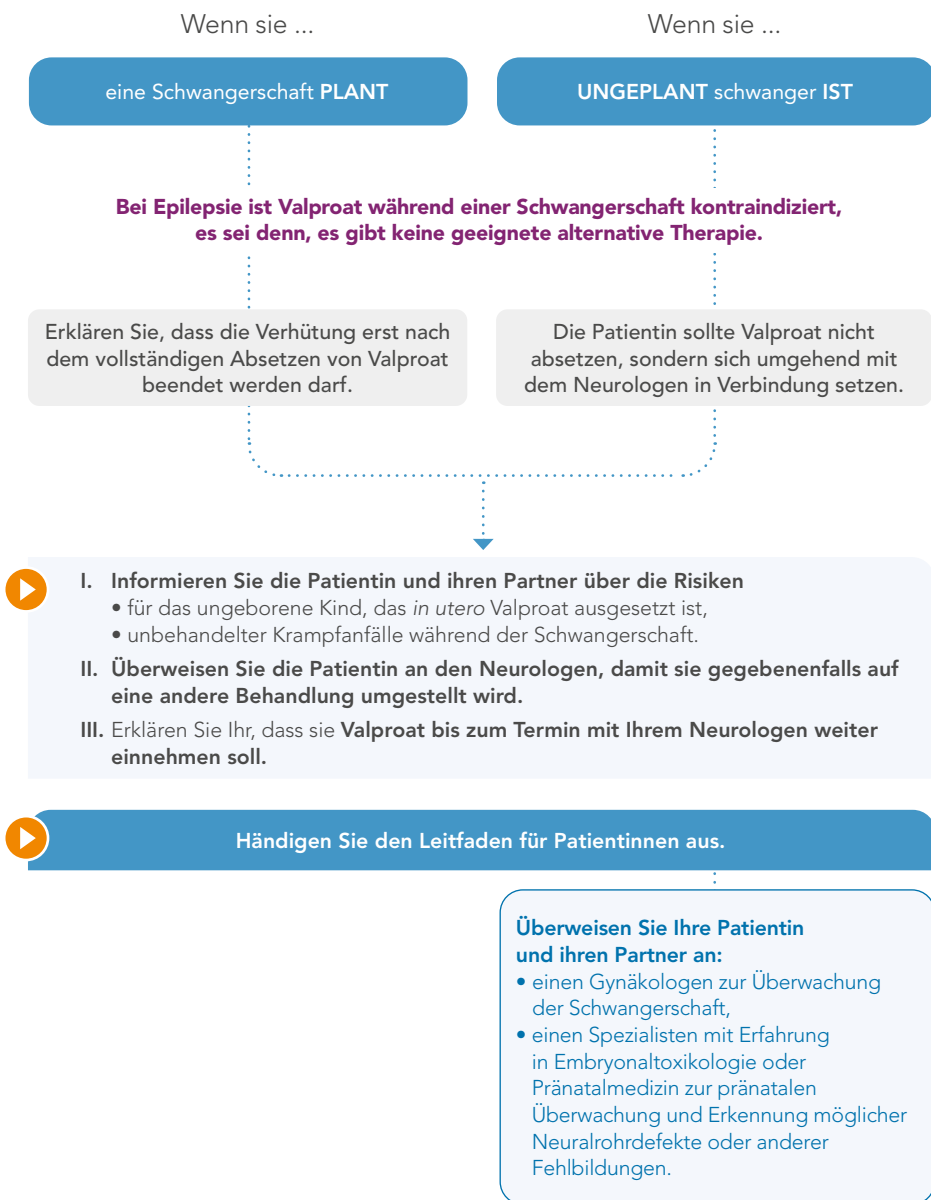 Wenn sie ...
eine Schwangerschaft PLANT
Wenn sie ...
UNGEPLANT schwanger IST
Bei Epilepsie ist Valproat während einer Schwangerschaft kontraindiziert,
es sei denn, es gibt keine geeignete alternative Therapie.
Erklären Sie, dass die Verhütung erst nach
dem vollständigen Absetzen von Valproat
beendet werden darf.
Die Patientin sollte Valproat nicht
absetzen, sondern sich umgehend mit
dem Neurologen in Verbindung setzen.
I. Informieren Sie die Patientin und ihren Partner über die Risiken
• für das ungeborene Kind, das in utero Valproat ausgesetzt ist,
• unbehandelter Krampfanfälle während der Schwangerschaft.
II. Überweisen Sie die Patientin an den Neurologen, damit sie gegebenenfalls auf
eine andere Behandlung umgestellt wird.
III. Erklären Sie Ihr, dass sie Valproat bis zum Termin mit Ihrem Neurologen weiter
einnehmen soll.
Händigen Sie den Leitfaden für Patientinnen aus.
Überweisen Sie Ihre Patientin
und ihren Partner an:
• einen Gynäkologen zur Überwachung
der Schwangerschaft,
• einen Spezialisten mit Erfahrung
in Embryonaltoxikologie oder
Pränatalmedizin zur pränatalen
Überwachung und Erkennung möglicher
Neuralrohrdefekte oder anderer
Fehlbildungen.